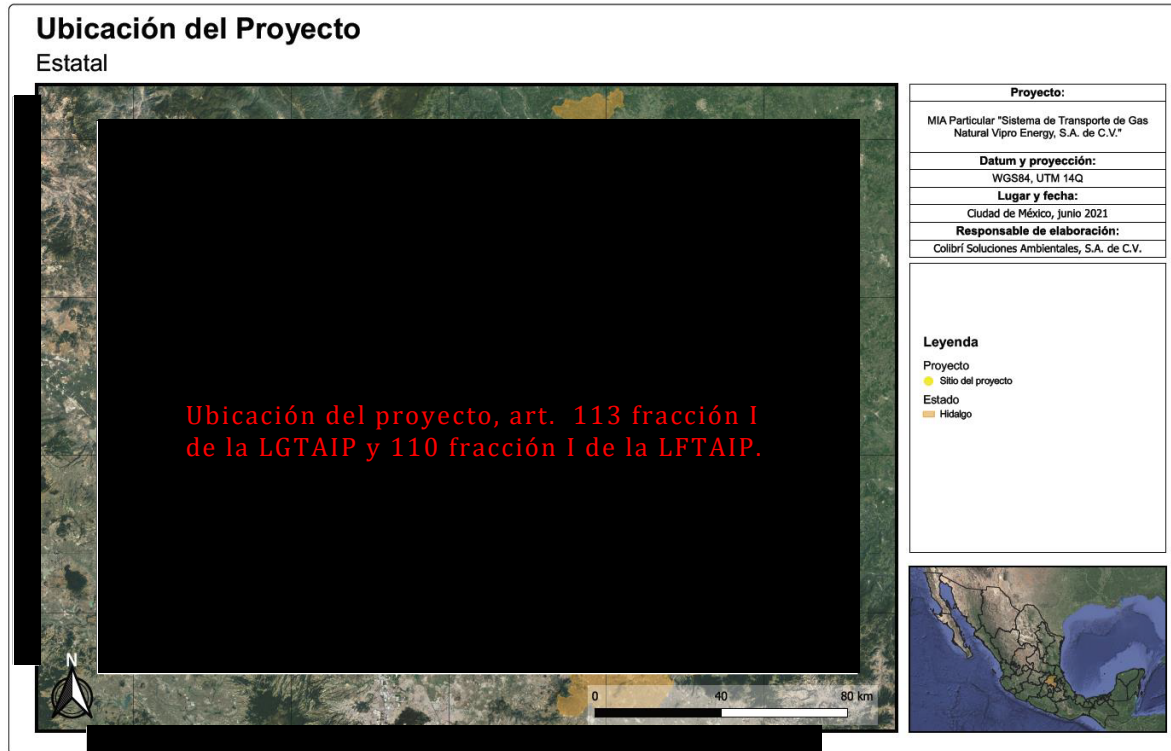 Ubicación del Proyecto
Estatal
Ubicación del proyecto, art. 113 fracción I
de la LGTAIP y 110 fracción I de la LFTAIP.
N
0 40 80 km
Proyecto:
MIA Particular "Sistema de Transporte de Gas
Natural Vipro Energy, S.A. de C.V."
Datum y proyección:
WGS84, UTM 14Q
Lugar y fecha:
Ciudad de México, junio 2021
Responsable de elaboración:
Colibrí Soluciones Ambientales, S.A. de C.V.
Leyenda
Proyecto
Sitio del proyecto
Estado
Hidalgo